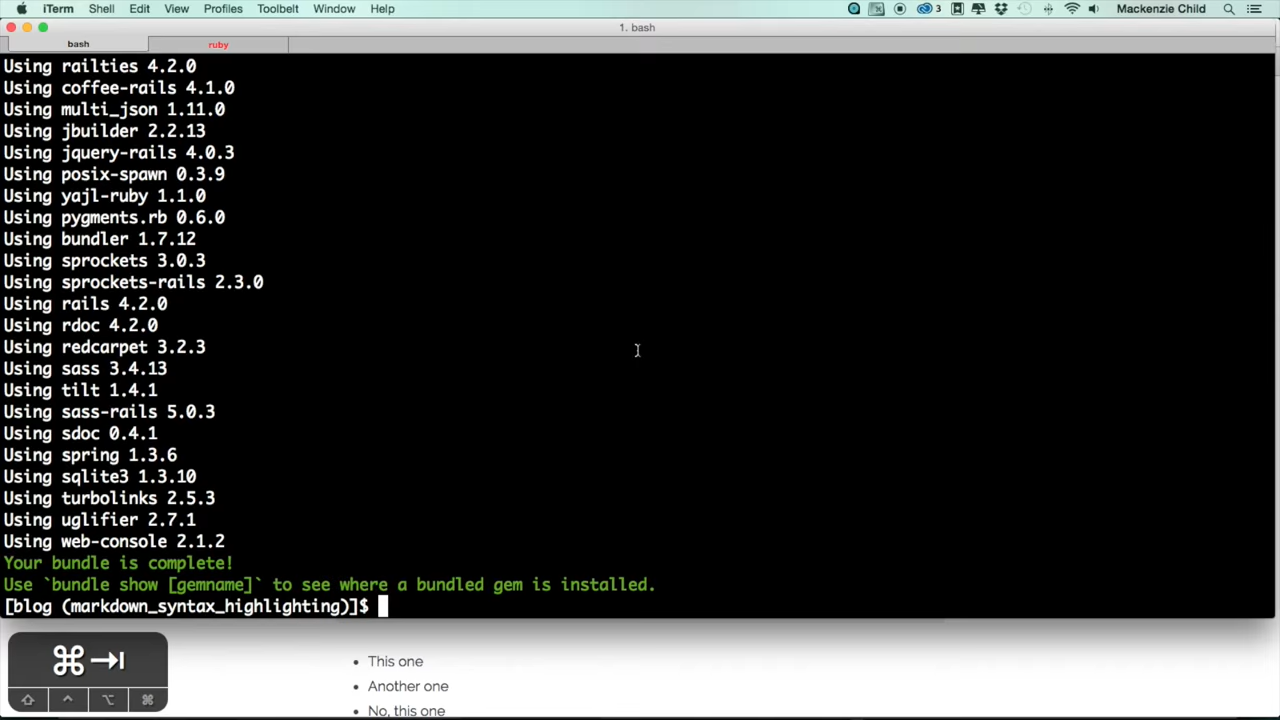 iTerm Shell Edit View Profiles Toolbelt Window Help 3 Mackenzie Child
1. bash
bash ruby
Using railties 4.2.0
Using coffee-rails 4.1.0
Using multi_json 1.11.0
Using jbuilder 2.2.13
Using jquery-rails 4.0.3
Using posix-spawn 0.3.9
Using yajl-ruby 1.1.0
Using pygments.rb 0.6.0
Using bundler 1.7.12
Using sprockets 3.0.3
Using sprockets-rails 2.3.0
Using rails 4.2.0
Using rdoc 4.2.0
Using redcarpet 3.2.3
Using sass 3.4.13
Using tilt 1.4.1
Using sass-rails 5.0.3
Using sdoc 0.4.1
Using spring 1.3.6
Using sqlite3 1.3.10
Using turbolinks 2.5.3
Using uglifier 2.7.1
Using web-console 2.1.2
Your bundle is complete!
Use `bundle show [gemname]` to see where a bundled gem is installed.
[blog (markdown_syntax_highlighting)]$
• This one
• Another one
• No, this one